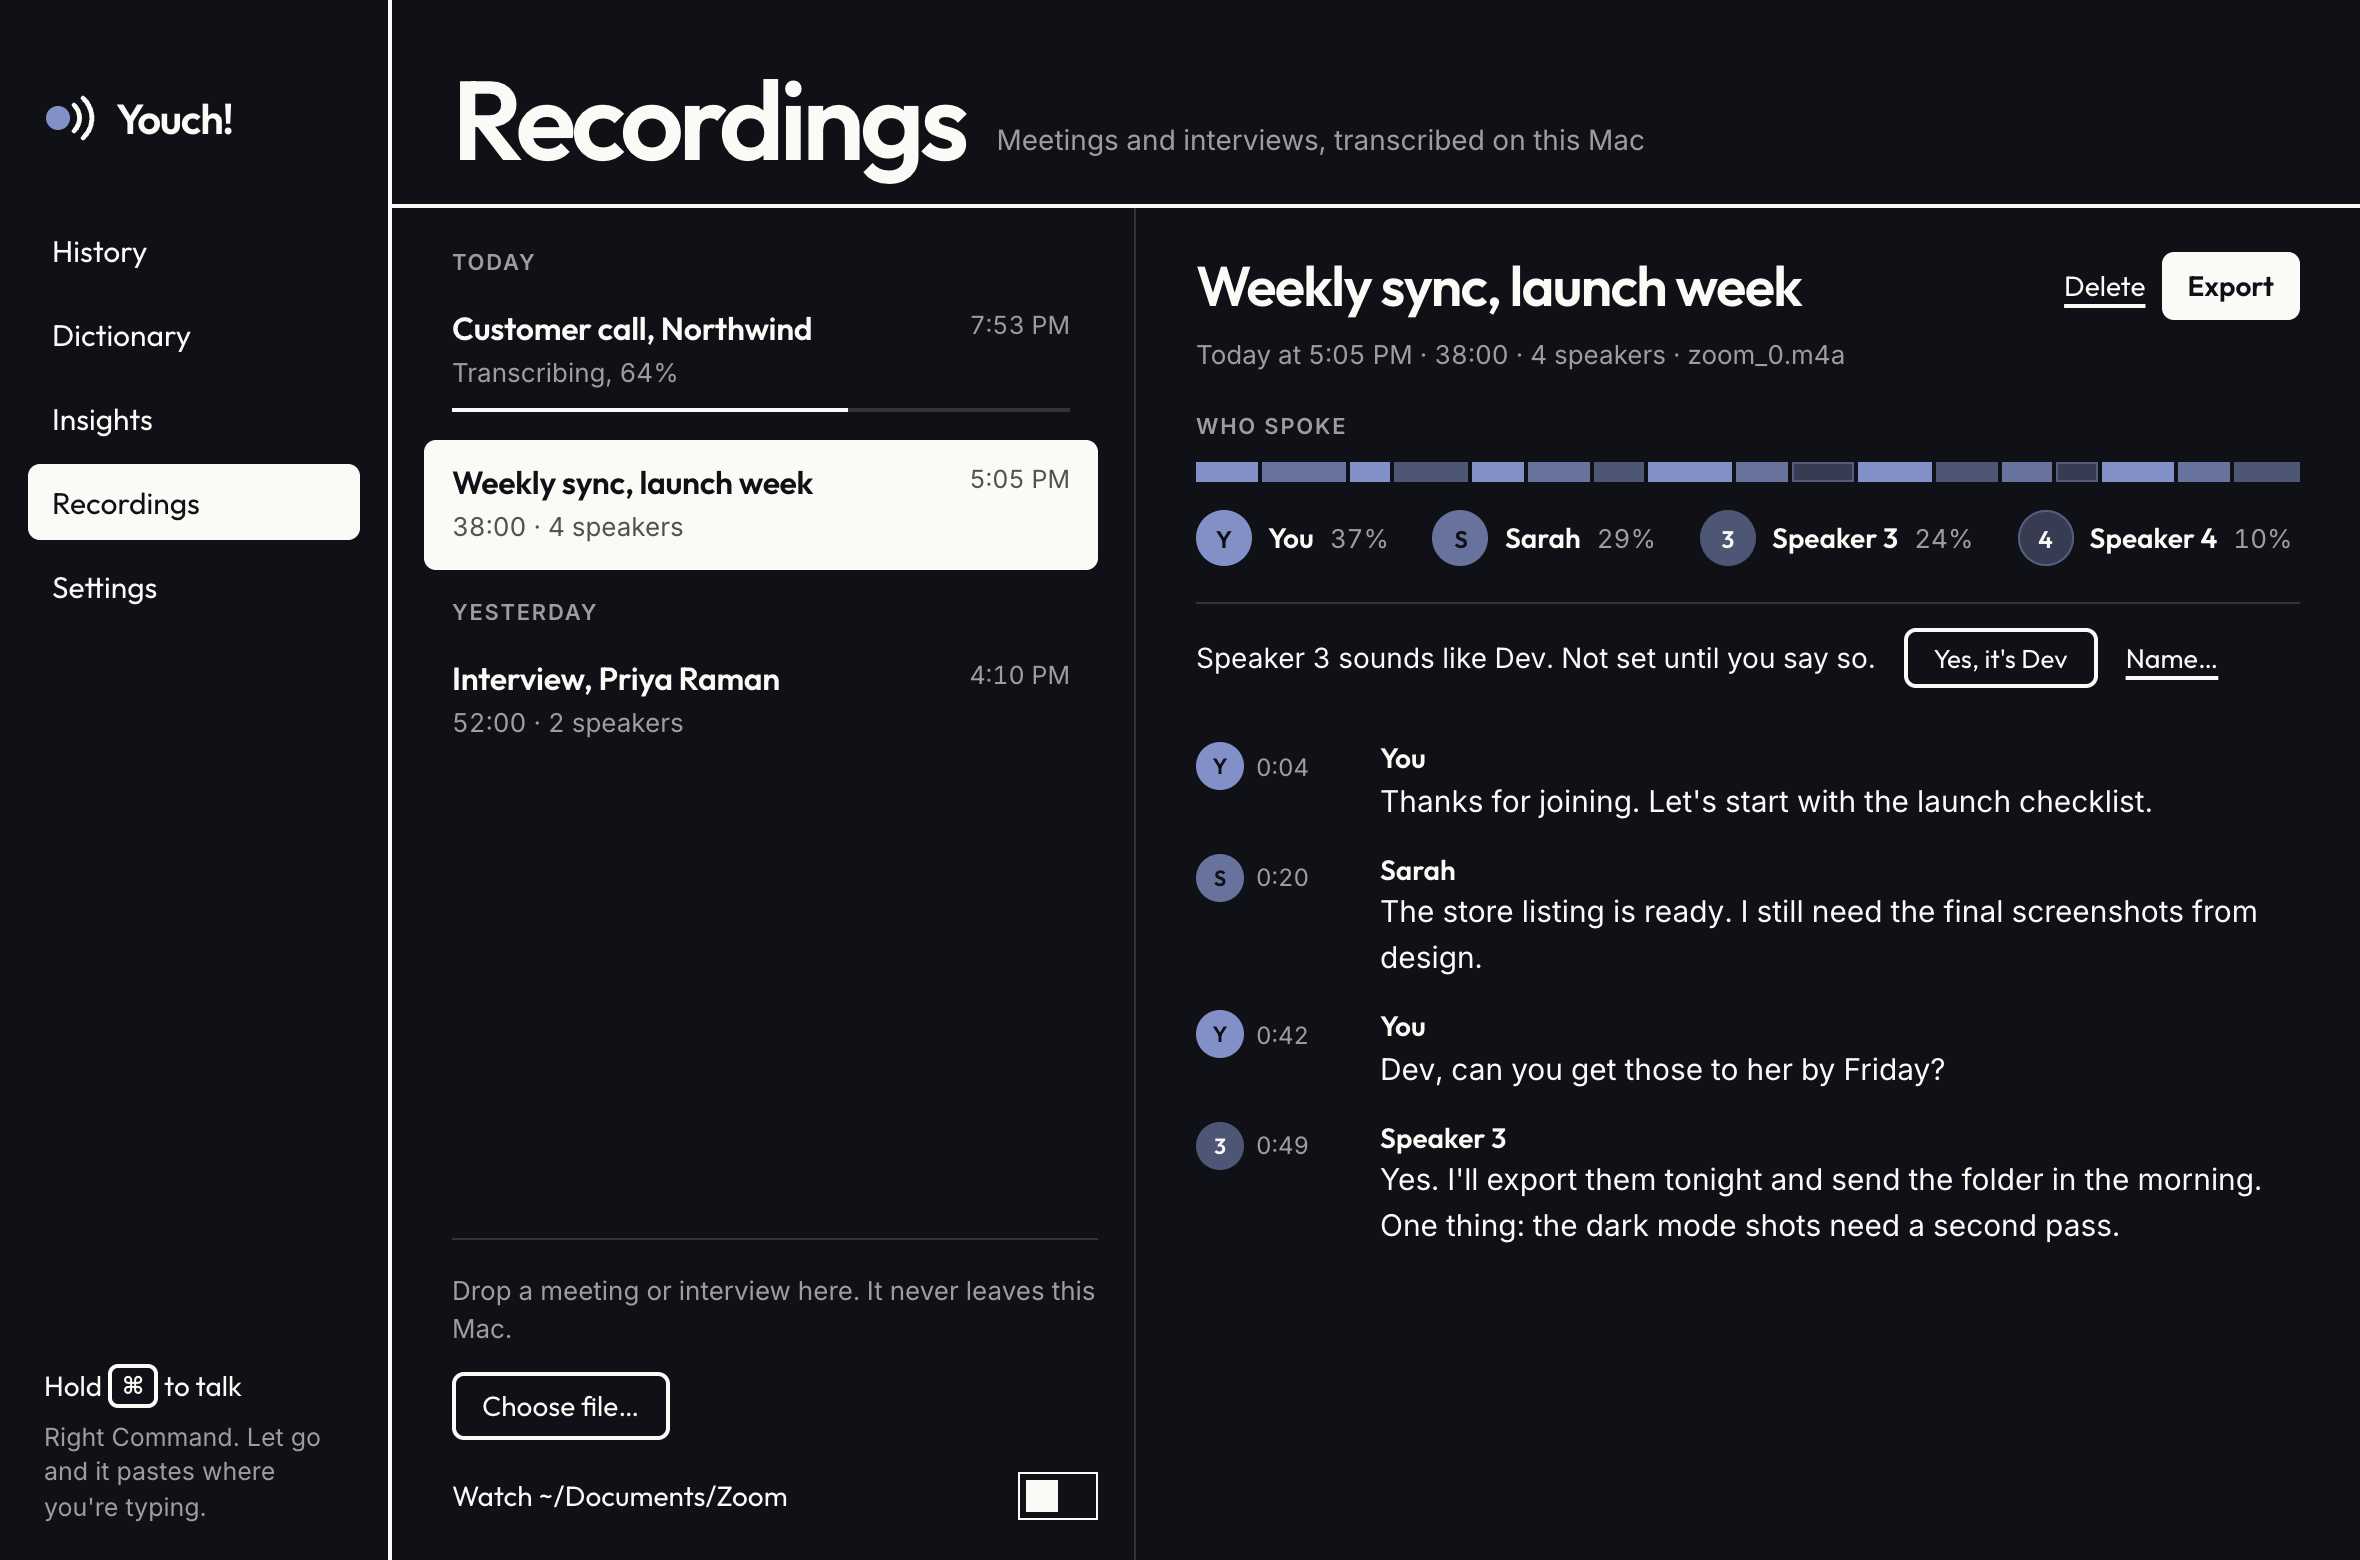 Youch!
History
Dictionary
Insights
Recordings
Settings
Hold ⌘ to talk
Right Command. Let go
and it pastes where
you're typing.
Recordings
Meetings and interviews, transcribed on this Mac
TODAY
Customer call, Northwind 7:53 PM
Transcribing, 64%
Weekly sync, launch week 5:05 PM
38:00 · 4 speakers
YESTERDAY
Interview, Priya Raman 4:10 PM
52:00 · 2 speakers
Drop a meeting or interview here. It never leaves this
Mac.
Choose file...
Watch ~/Documents/Zoom
Weekly sync, launch week
Delete Export
Today at 5:05 PM · 38:00 · 4 speakers · zoom_0.m4a
WHO SPOKE
Y You 37% S Sarah 29% 3 Speaker 3 24% 4 Speaker 4 10%
Speaker 3 sounds like Dev. Not set until you say so. Yes, it's Dev Name...
Y 0:04 You
Thanks for joining. Let's start with the launch checklist.
S 0:20 Sarah
The store listing is ready. I still need the final screenshots from
design.
Y 0:42 You
Dev, can you get those to her by Friday?
3 0:49 Speaker 3
Yes. I'll export them tonight and send the folder in the morning.
One thing: the dark mode shots need a second pass.